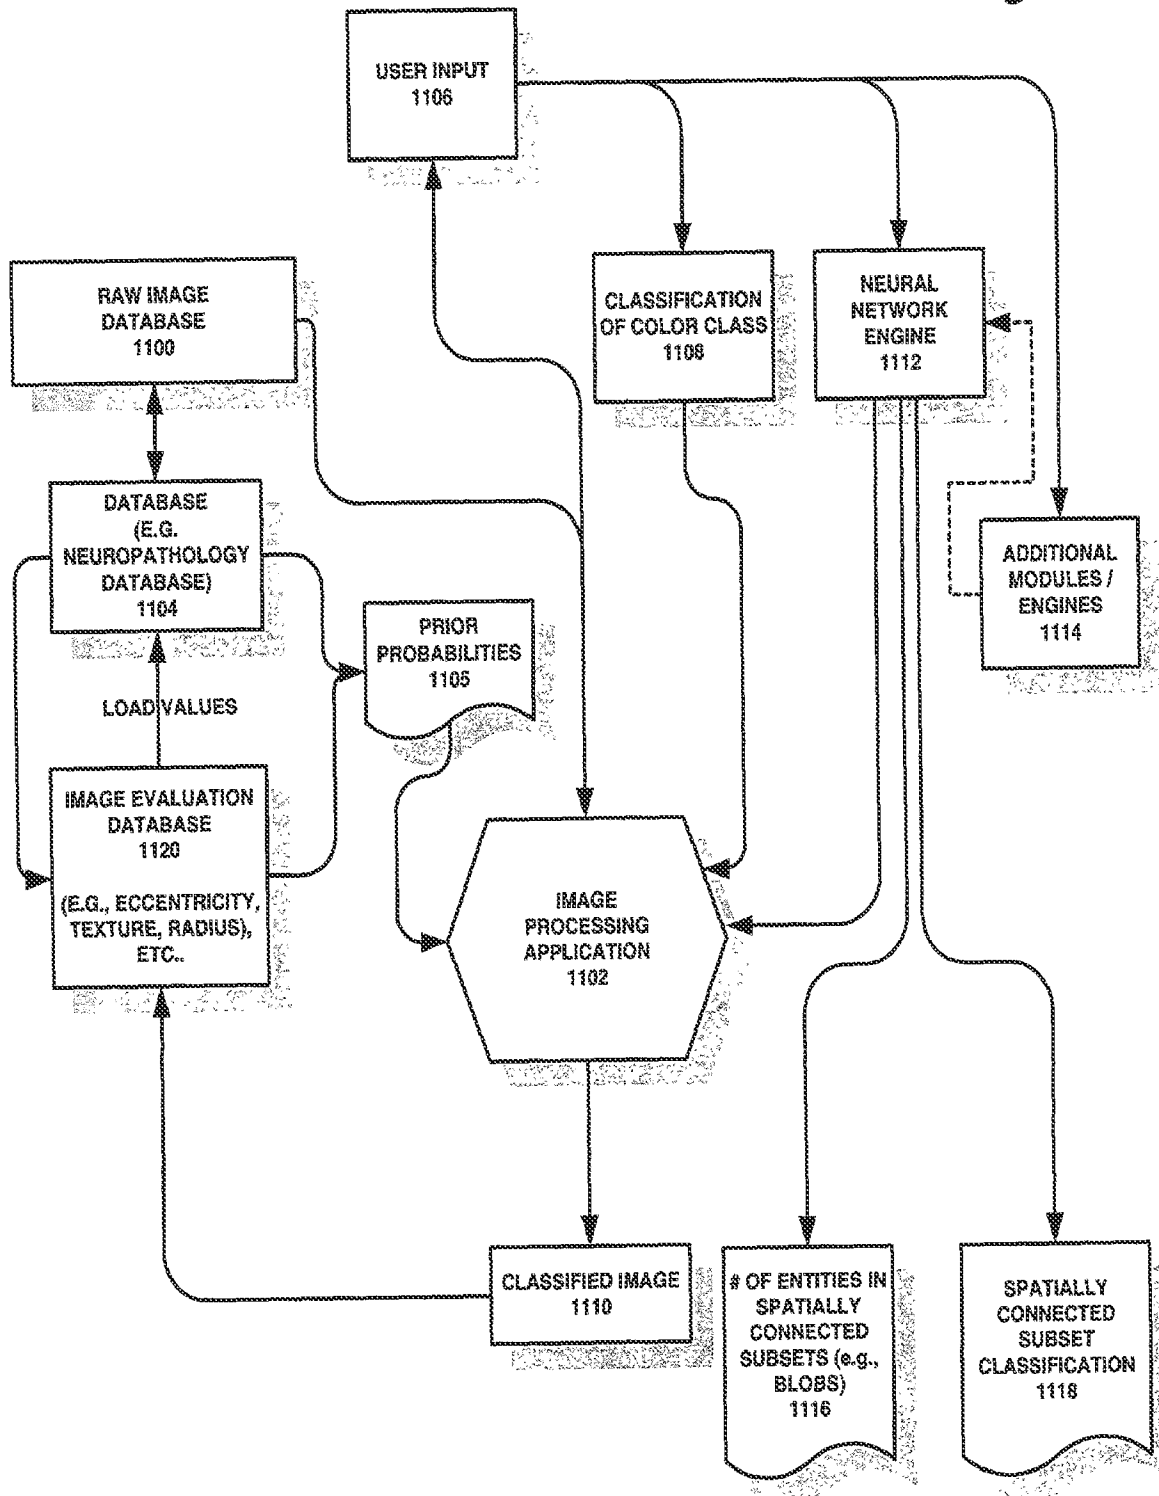 USER INPUT
1106
RAW IMAGE
DATABASE
1100
CLASSIFICATION
OF COLOR CLASS
1108
NEURAL
NETWORK
ENGINE
1112
DATABASE
(E.G.
NEUROPATHOLOGY
DATABASE)
1104
ADDITIONAL
MODULES /
ENGINES
1114
PRIOR
PROBABILITIES
1105
LOAD VALUES
IMAGE EVALUATION
DATABASE
1120
(E.G., ECCENTRICITY,
TEXTURE, RADIUS),
ETC..
IMAGE
PROCESSING
APPLICATION
1102
CLASSIFIED IMAGE
1110
# OF ENTITIES IN
SPATIALLY
CONNECTED
SUBSETS (e.g.,
BLOBS)
1116
SPATIALLY
CONNECTED
SUBSET
CLASSIFICATION
1118